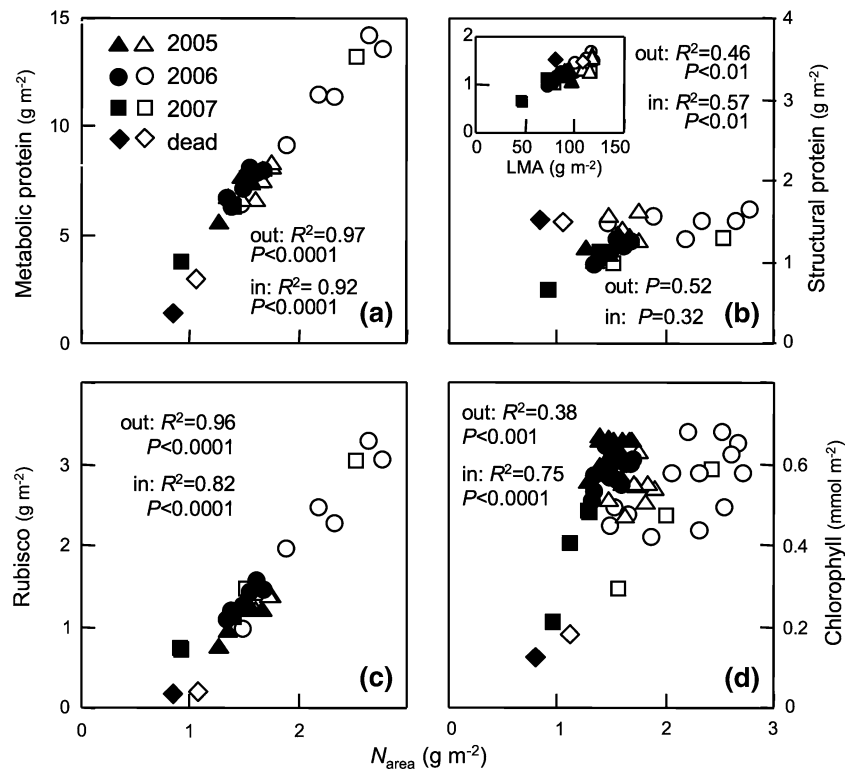 15
2005
2006
2007
dead
10
5
0
Metabolic protein (g m⁻²)
out: R²=0.97
P<0.0001
in: R²= 0.92
P<0.0001
(a)
2
1
0
0 50 100 150
LMA (g m⁻²)
out: R²=0.46
P<0.01
in: R²=0.57
P<0.01
out: P=0.52
in: P=0.32
(b)
4
3
2
1
0
Structural protein (g m⁻²)
3
2
1
0
Rubisco (g m⁻²)
out: R²=0.96
P<0.0001
in: R²=0.82
P<0.0001
(c)
0 1 2
out: R²=0.38
P<0.001
in: R²=0.75
P<0.0001
(d)
0.6
0.4
0.2
0
Chlorophyll (mmol m⁻²)
0 1 2 3
Narea (g m⁻²)